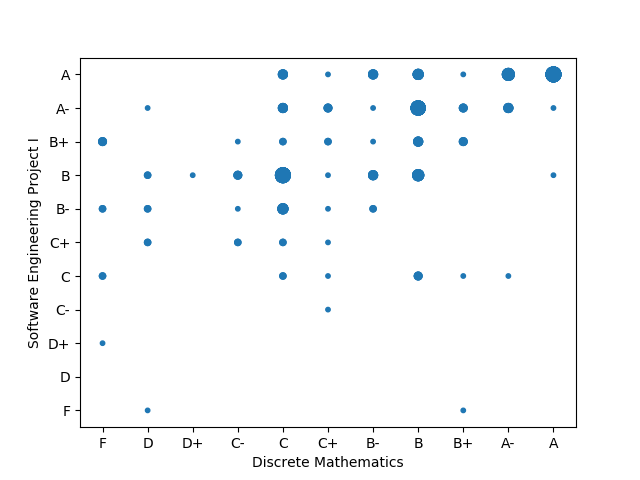 A
A-
B+
B
B-
C+
C
C-
D+
D
F
Software Engineering Project I
F D D+ C- C C+ B- B B+ A- A
Discrete Mathematics